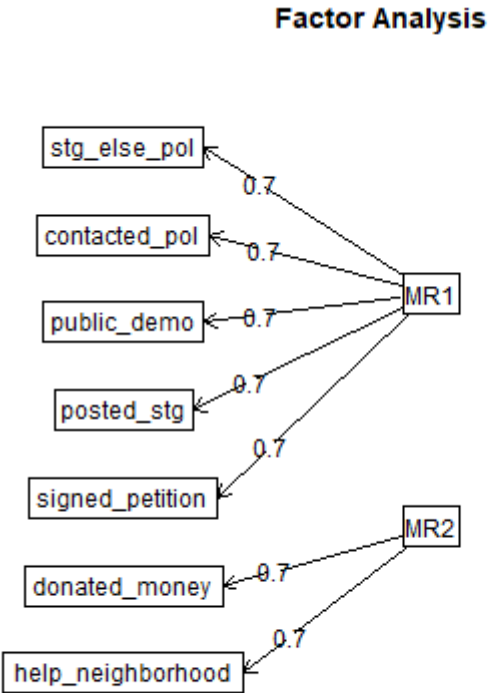 Factor Analysis
stg_else_pol
0.7
contacted_pol
0.7
MR1
public_demo
0.7
posted_stg
0.7
0.7
signed_petition
MR2
donated_money
0.7
0.7
help_neighborhood